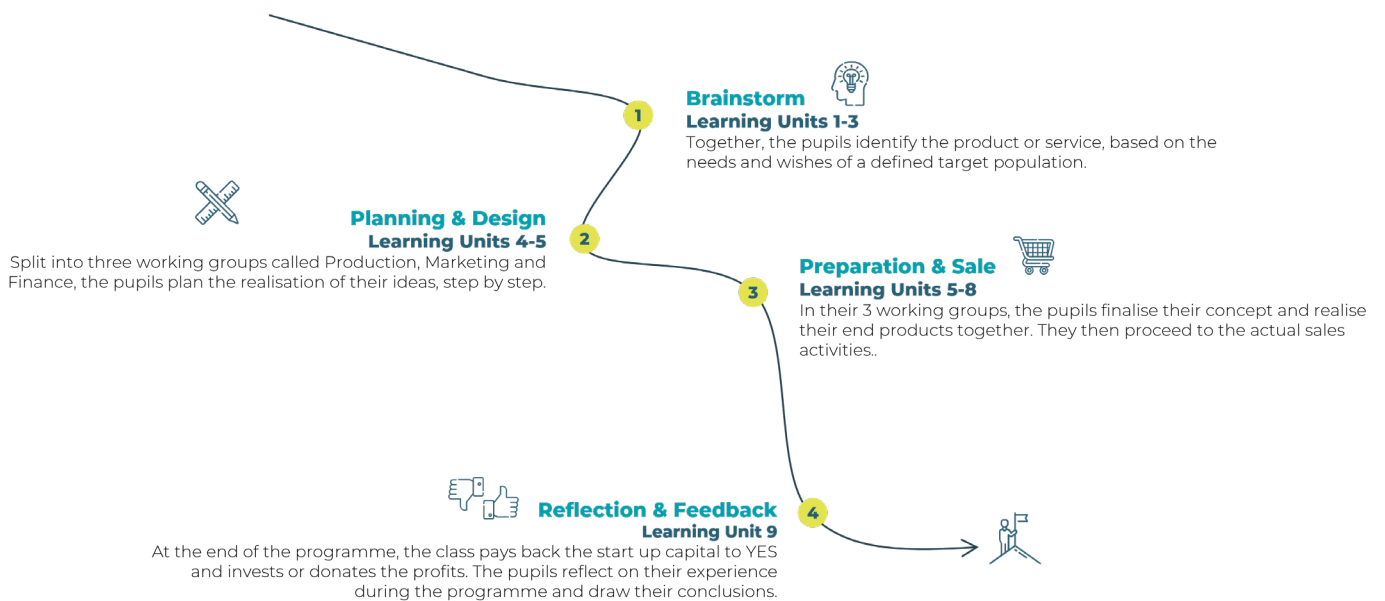 1
Brainstorm
Learning Units 1-3
Together, the pupils identify the product or service, based on the
needs and wishes of a defined target population.
Planning & Design
Learning Units 4-5
2
Split into three working groups called Production, Marketing and
Finance, the pupils plan the realisation of their ideas, step by step.
3
Preparation & Sale
Learning Units 5-8
In their 3 working groups, the pupils finalise their concept and realise
their end products together. They then proceed to the actual sales
activities..
Reflection & Feedback
4
Learning Unit 9
At the end of the programme, the class pays back the start up capital to YES
and invests or donates the profits. The pupils reflect on their experience
during the programme and draw their conclusions.